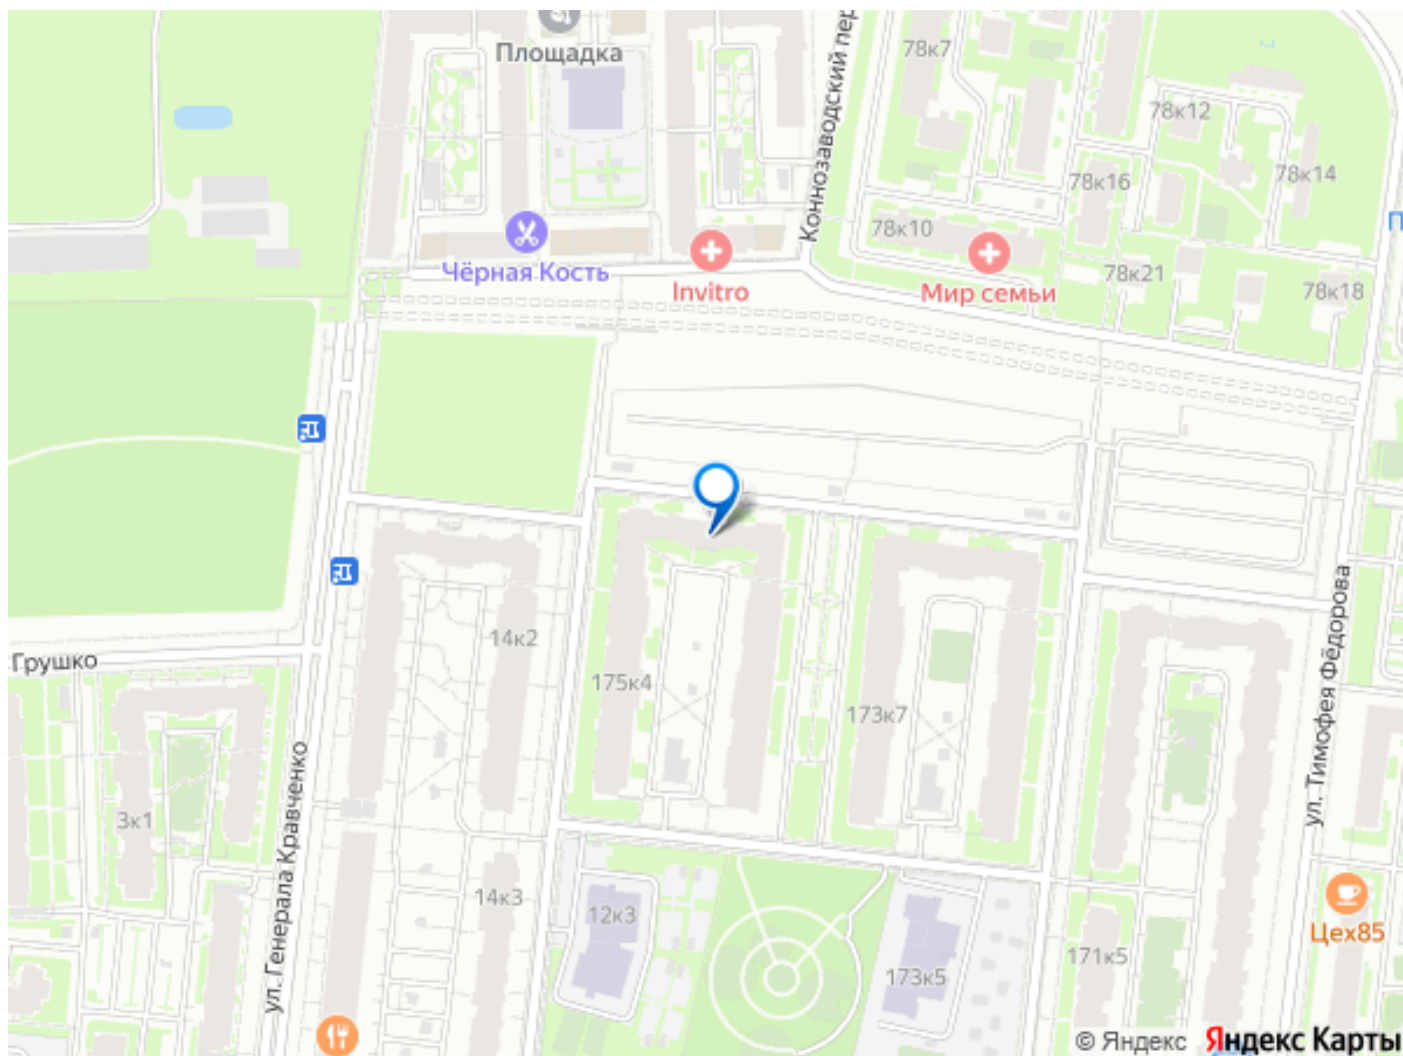 Площадка
78к7
Коннозаводский пер
78к12
78к14
78к16
78к10
Чёрная Кость
Invitro
Мир семьи
78к21
78к18
П
14к2
Грушко
175к4
173к7
ул. Тимофея Фёдорова
3к1
ул. Генерала Кравченко
14к3
12к3
173к5
171к5
Цех85
© Яндекс Яндекс Карты